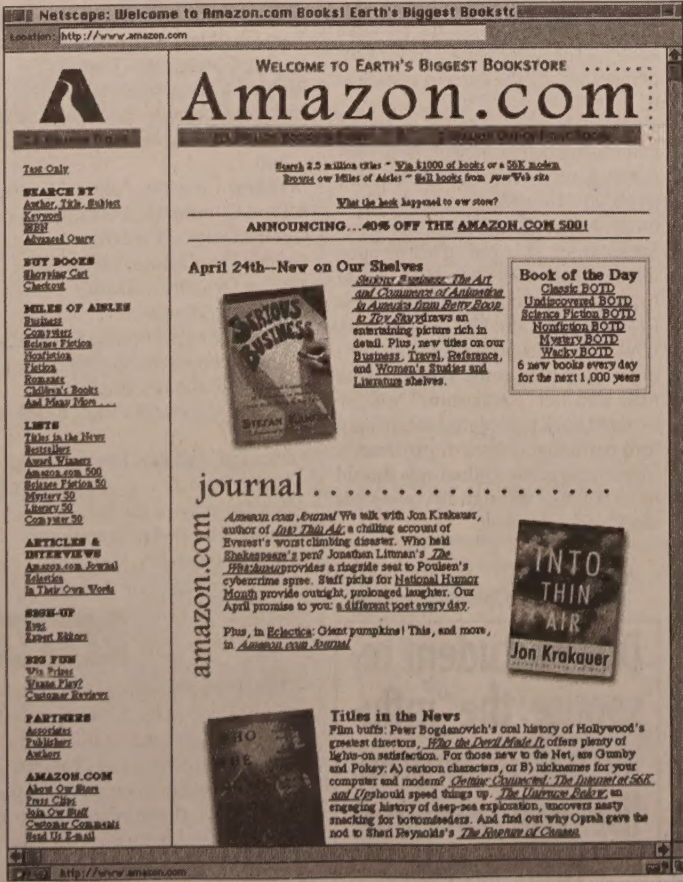 Netscape: Welcome to Amazon.com Books! Earth's Biggest Bookstc
Location: http://www.amazon.com
Text Only
SEARCH BY
Author, Title, Subject
Keyword
ISBN
Advanced Query
BUY BOOKS
Shopping Cart
Checkout
MILES OF AISLES
Business
Computers
Science Fiction
Nonfiction
Fiction
Romance
Children's Books
And Many More . . . .
LISTS
Titles in the News
Bestsellers
Award Winners
Amazon.com 500
Science Fiction 50
Mystery 50
Literary 50
Computer 50
ARTICLES &
INTERVIEWS
Amazon.com Journal
Eclectica
In Their Own Words
SIGN-UP
Eyes
Expert Editors
BIG FUN
Win Prizes
Wanna Play?
Customer Reviews
PARTNERS
Associates
Publishers
Authors
AMAZON.COM
About Our Store
Press Clips
Join Our Staff
Customer Comments
Send Us E-mail
WELCOME TO EARTH'S BIGGEST BOOKSTORE
Amazon.com
Search 2.5 million titles ~ Win $1000 of books or a 56K modem
Browse our Miles of Aisles ~ Sell books from your Web site
What the heck happened to our store?
ANNOUNCING...40% OFF THE AMAZON.COM 500!
April 24th--New on Our Shelves
SERIOUS
BUSINESS
STEFAN KANFER
Serious Business: The Art
and Commerce of Animation
in America from Betty Boop
to Toy Story draws an
entertaining picture rich in
detail. Plus, new titles on our
Business, Travel, Reference,
and Women's Studies and
Literature shelves.
Book of the Day
Classic BOTD
Undiscovered BOTD
Science Fiction BOTD
Nonfiction BOTD
Mystery BOTD
Wacky BOTD
6 new books every day
for the next 1,000 years
journal
amazon.com
Amazon.com Journal We talk with Jon Krakauer,
author of Into Thin Air, a chilling account of
Everest's worst climbing disaster. Who held
Shakespeare's pen? Jonathan Littman's The
Watchman provides a ringside seat to Poulsen's
cybercrime spree. Staff picks for National Humor
Month provide outright, prolonged laughter. Our
April promise to you: a different poet every day.
Plus, in Eclectica: Giant pumpkins! This, and more,
in Amazon.com Journal
INTO
THIN
AIR
Jon Krakauer
WHO
THE
Titles in the News
Film buffs: Peter Bogdanovich's oral history of Hollywood's
greatest directors, Who the Devil Made It, offers plenty of
lights-on satisfaction. For those new to the Net, are Gumby
and Pokey: A) cartoon characters, or B) nicknames for your
computer and modem? Getting Connected: The Internet at 56K
and Up should speed things up. The Universe Below, an
engaging history of deep-sea exploration, uncovers nasty
snacking for bottomfeeders. And find out why Oprah gave the
nod to Sheri Reynolds's The Rapture of Canaan.
http://www.amazon.com